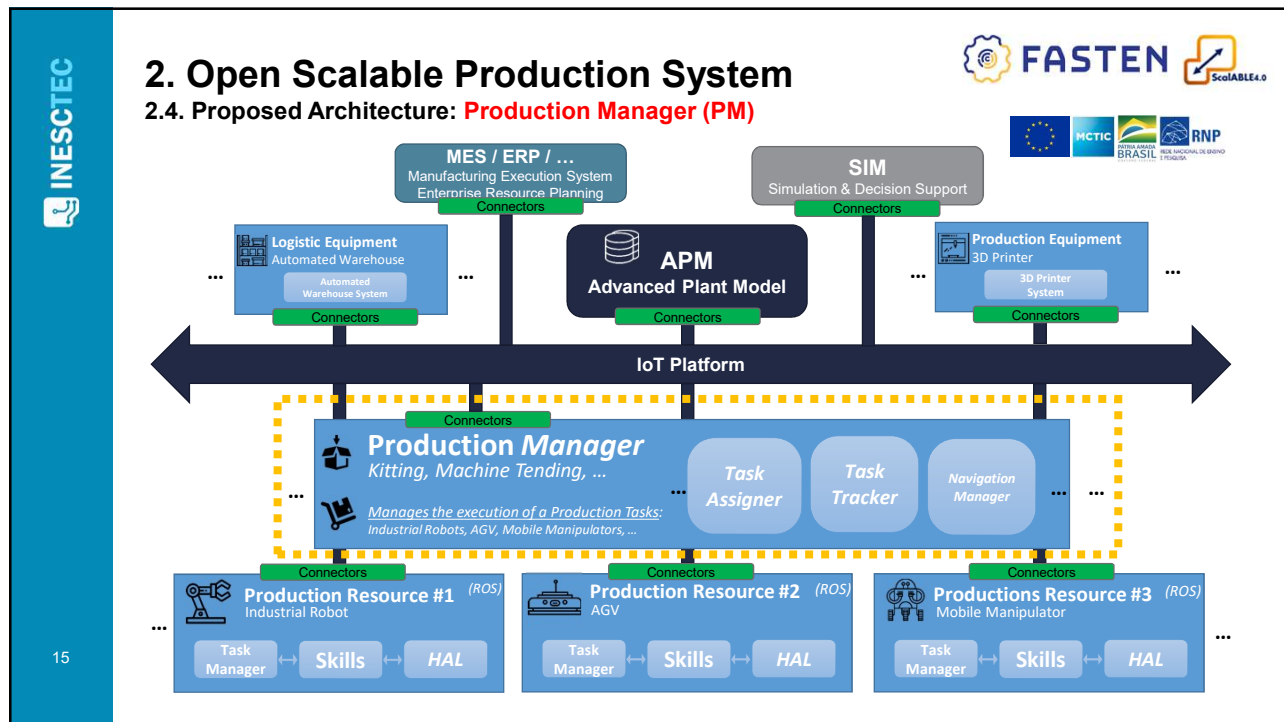 INESCTEC
2. Open Scalable Production System
2.4. Proposed Architecture: Production Manager (PM)
FASTEN
ScalABLE4.0
MCTIC
PÁTRIA AMADA
BRASIL
RNP
REDE NACIONAL DE ENSINO
E PESQUISA
MES / ERP / …
Manufacturing Execution System
Enterprise Resource Planning
Connectors
SIM
Simulation & Decision Support
Connectors
...
Logistic Equipment
Automated Warehouse
Automated
Warehouse System
Connectors
...
APM
Advanced Plant Model
Connectors
...
Production Equipment
3D Printer
3D Printer
System
Connectors
...
IoT Platform
Connectors
...
Production Manager
Kitting, Machine Tending, …
Manages the execution of a Production Tasks:
Industrial Robots, AGV, Mobile Manipulators, …
...
Task
Assigner
Task
Tracker
Navigation
Manager
...
...
Connectors
Production Resource #1 (ROS)
Industrial Robot
Task
Manager
Skills
HAL
...
Connectors
Production Resource #2 (ROS)
AGV
Task
Manager
Skills
HAL
Connectors
Productions Resource #3 (ROS)
Mobile Manipulator
Task
Manager
Skills
HAL
...
15